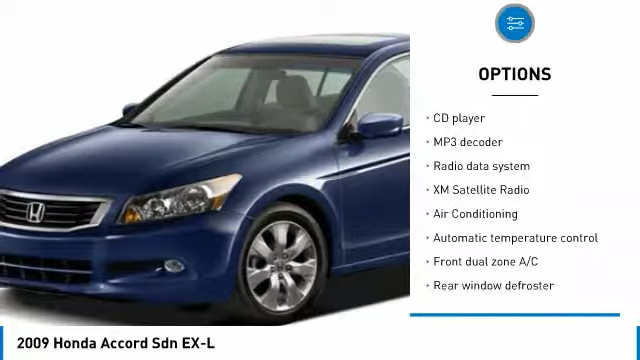 OPTIONS
• CD player
• MP3 decoder
• Radio data system
• XM Satellite Radio
• Air Conditioning
• Automatic temperature control
• Front dual zone A/C
• Rear window defroster
2009 Honda Accord Sdn EX-L